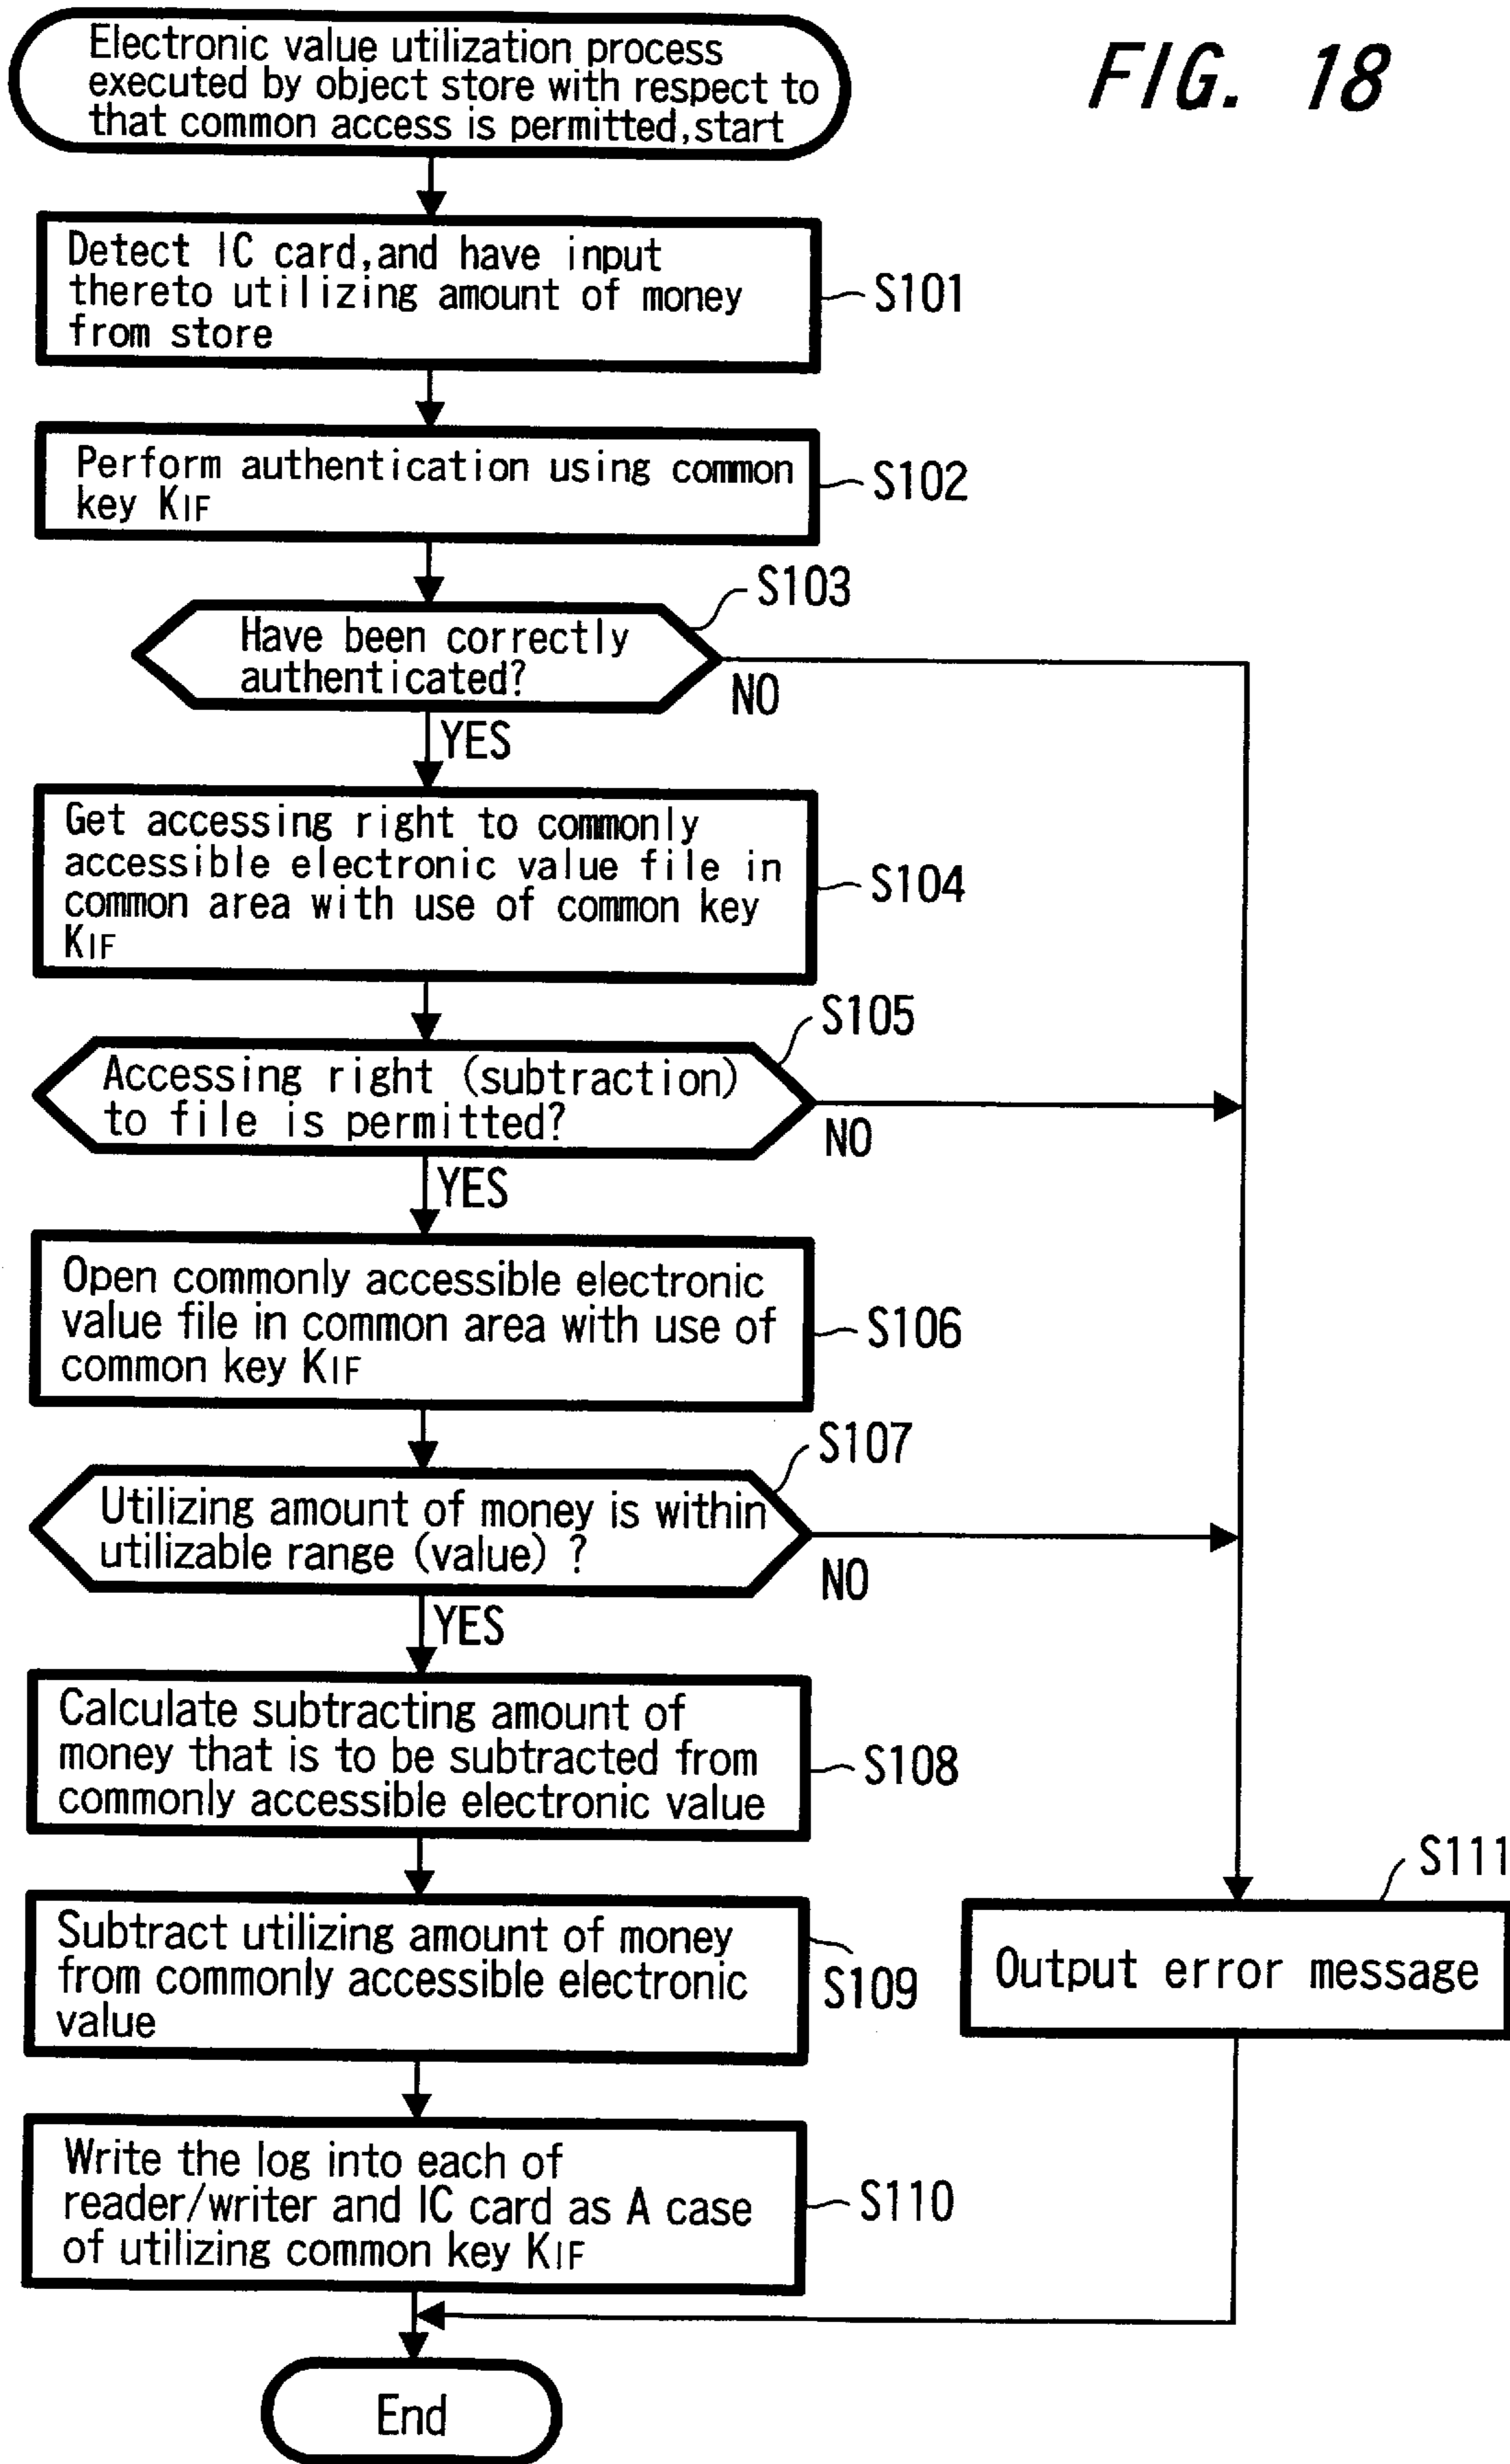 FIG. 18
Electronic value utilization process
executed by object store with respect to
that common access is permitted,start
Detect IC card,and have input
thereto utilizing amount of money
from store
S101
Perform authentication using common
key KIF
S102
S103
Have been correctly
authenticated?
NO
YES
Get accessing right to commonly
accessible electronic value file in
common area with use of common key
KIF
S104
S105
Accessing right (subtraction)
to file is permitted?
NO
YES
Open commonly accessible electronic
value file in common area with use of
common key KIF
S106
S107
Utilizing amount of money is within
utilizable range (value) ?
NO
YES
Calculate subtracting amount of
money that is to be subtracted from
commonly accessible electronic value
S108
Subtract utilizing amount of money
from commonly accessible electronic
value
S109
S111
Output error message
Write the log into each of
reader/writer and IC card as A case
of utilizing common key KIF
S110
End